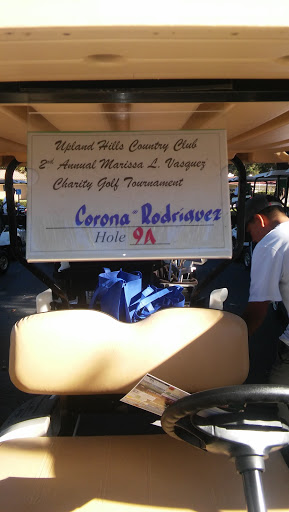 Upland Hills Country Club
2nd Annual Marissa L. Vasquez
Charity Golf Tournament
Corona-Rodriguez
Hole 9A